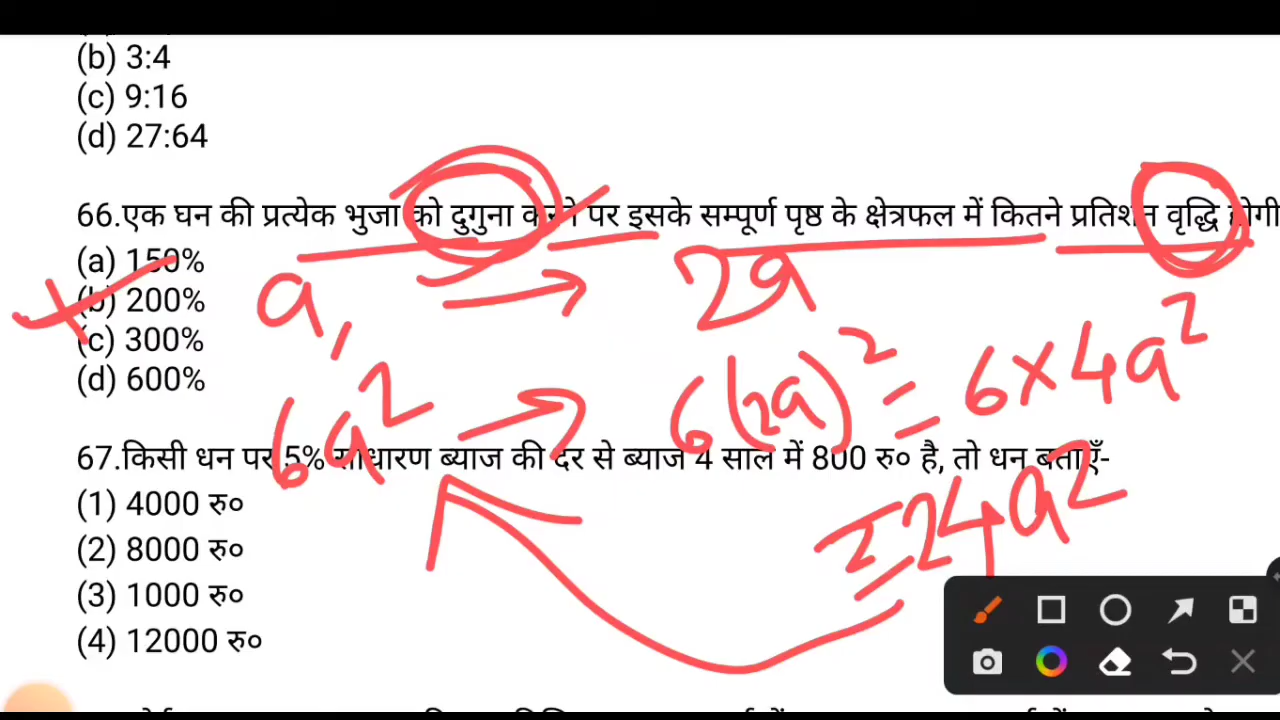 (b) 3:4
(c) 9:16
(d) 27:64
66.एक घन की प्रत्येक भुजा को दुगुना करने पर इसके सम्पूर्ण पृष्ठ के क्षेत्रफल में कितने प्रतिशत वृद्धि होगी
(a) 150%
(b) 200%
(c) 300%
(d) 600%
a, → 2a
6a² → 6(2a)² = 6×4a²
= 24a²
67.किसी धन पर 5% साधारण ब्याज की दर से ब्याज 4 साल में 800 रु० है, तो धन बताएँ-
(1) 4000 रु०
(2) 8000 रु०
(3) 1000 रु०
(4) 12000 रु०